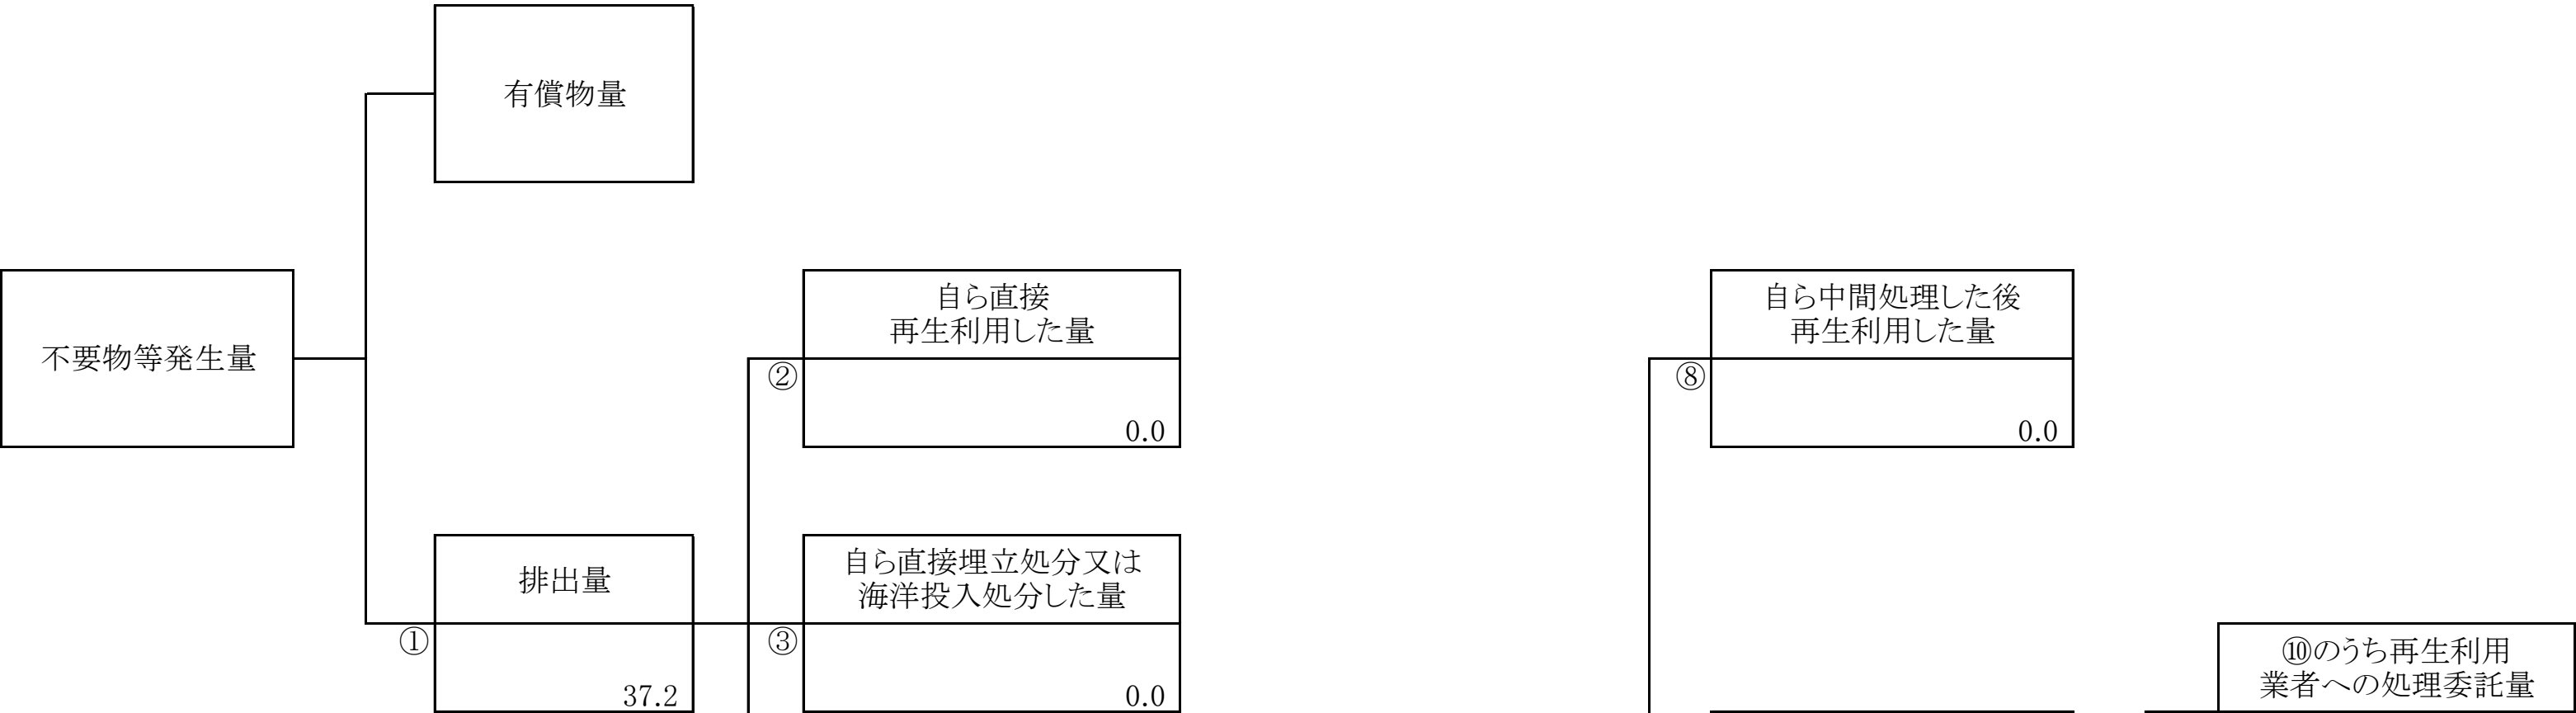 有償物量
不要物等発生量
自ら直接
再生利用した量
②
0.0
自ら中間処理した後
再生利用した量
⑧
0.0
排出量
①
37.2
自ら直接埋立処分又は
海洋投入処分した量
③
0.0
⑩のうち再生利用
業者への処理委託量